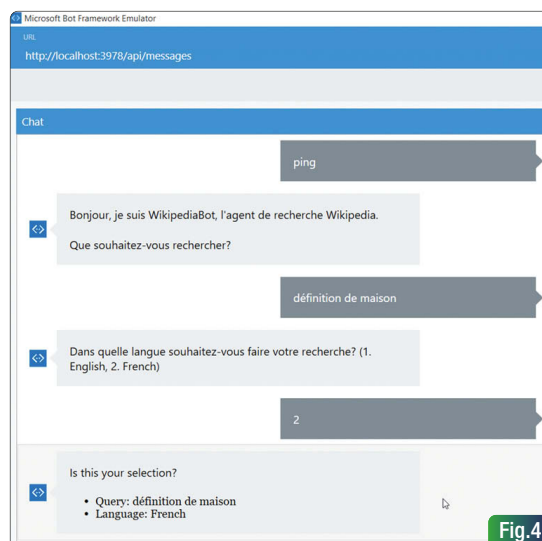 Microsoft Bot Framework Emulator
URL
http://localhost:3978/api/messages
Chat
ping
Bonjour, je suis WikipediaBot, l'agent de recherche Wikipedia.
Que souhaitez-vous rechercher?
définition de maison
Dans quelle langue souhaitez-vous faire votre recherche? (1.
English, 2. French)
2
Is this your selection?
• Query: définition de maison
• Language: French
Fig.4